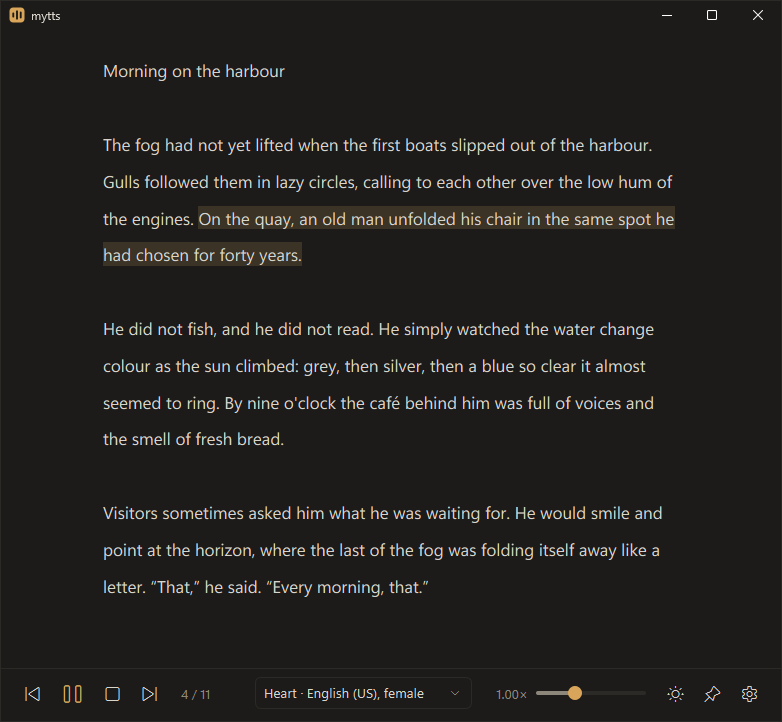 mytts
Morning on the harbour
The fog had not yet lifted when the first boats slipped out of the harbour.
Gulls followed them in lazy circles, calling to each other over the low hum of
the engines. On the quay, an old man unfolded his chair in the same spot he
had chosen for forty years.
He did not fish, and he did not read. He simply watched the water change
colour as the sun climbed: grey, then silver, then a blue so clear it almost
seemed to ring. By nine o'clock the café behind him was full of voices and
the smell of fresh bread.
Visitors sometimes asked him what he was waiting for. He would smile and
point at the horizon, where the last of the fog was folding itself away like a
letter. “That,” he said. “Every morning, that.”
4 / 11 Heart · English (US), female 1.00×